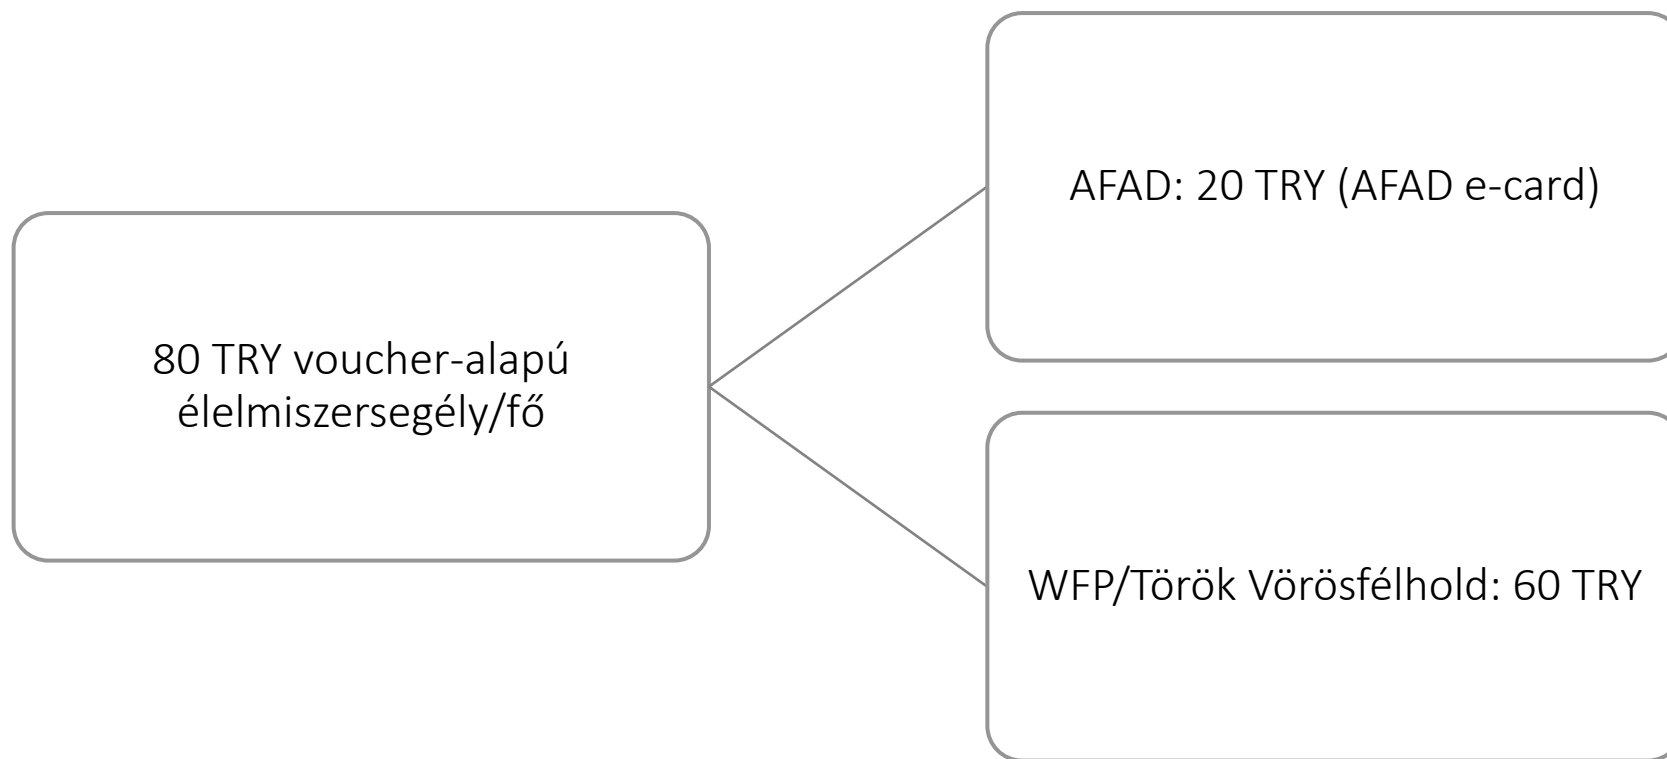 80 TRY voucher-alapú
élelmiszersegély/fő
AFAD: 20 TRY (AFAD e-card)
WFP/Török Vörösfélhold: 60 TRY